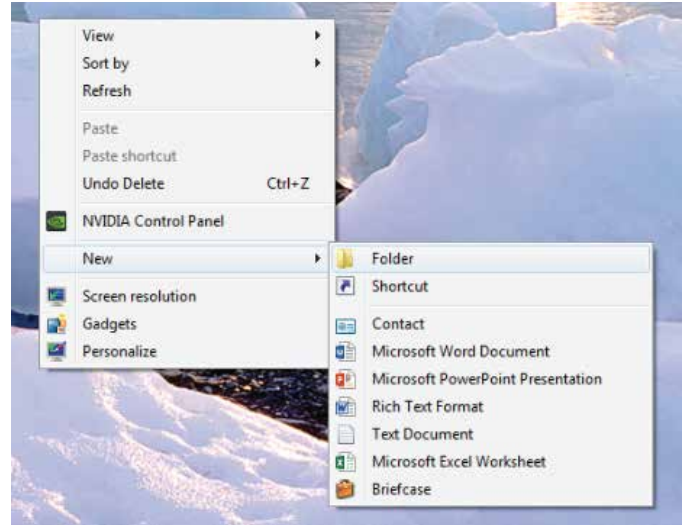 View
Sort by
Refresh
Paste
Paste shortcut
Undo Delete Ctrl+Z
NVIDIA Control Panel
New
Screen resolution
Gadgets
Personalize
Folder
Shortcut
Contact
Microsoft Word Document
Microsoft PowerPoint Presentation
Rich Text Format
Text Document
Microsoft Excel Worksheet
Briefcase